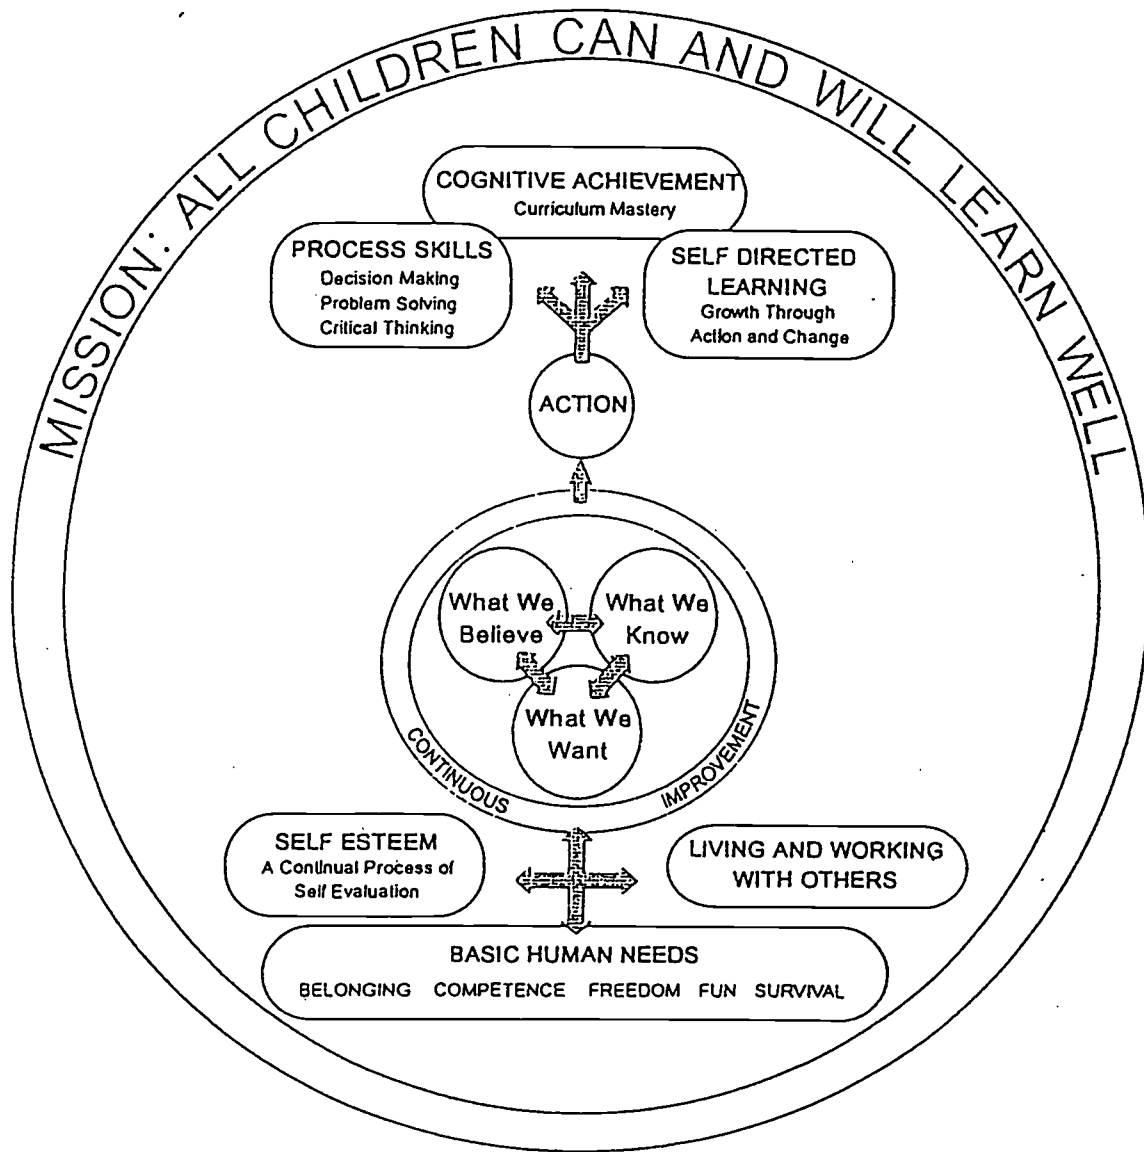 MISSION: ALL CHILDREN CAN AND WILL LEARN WELL
COGNITIVE ACHIEVEMENT
Curriculum Mastery
PROCESS SKILLS
Decision Making
Problem Solving
Critical Thinking
SELF DIRECTED
LEARNING
Growth Through
Action and Change
ACTION
What We
Believe
What We
Know
What We
Want
CONTINUOUS IMPROVEMENT
SELF ESTEEM
A Continual Process of
Self Evaluation
LIVING AND WORKING
WITH OTHERS
BASIC HUMAN NEEDS
BELONGING COMPETENCE FREEDOM FUN SURVIVAL